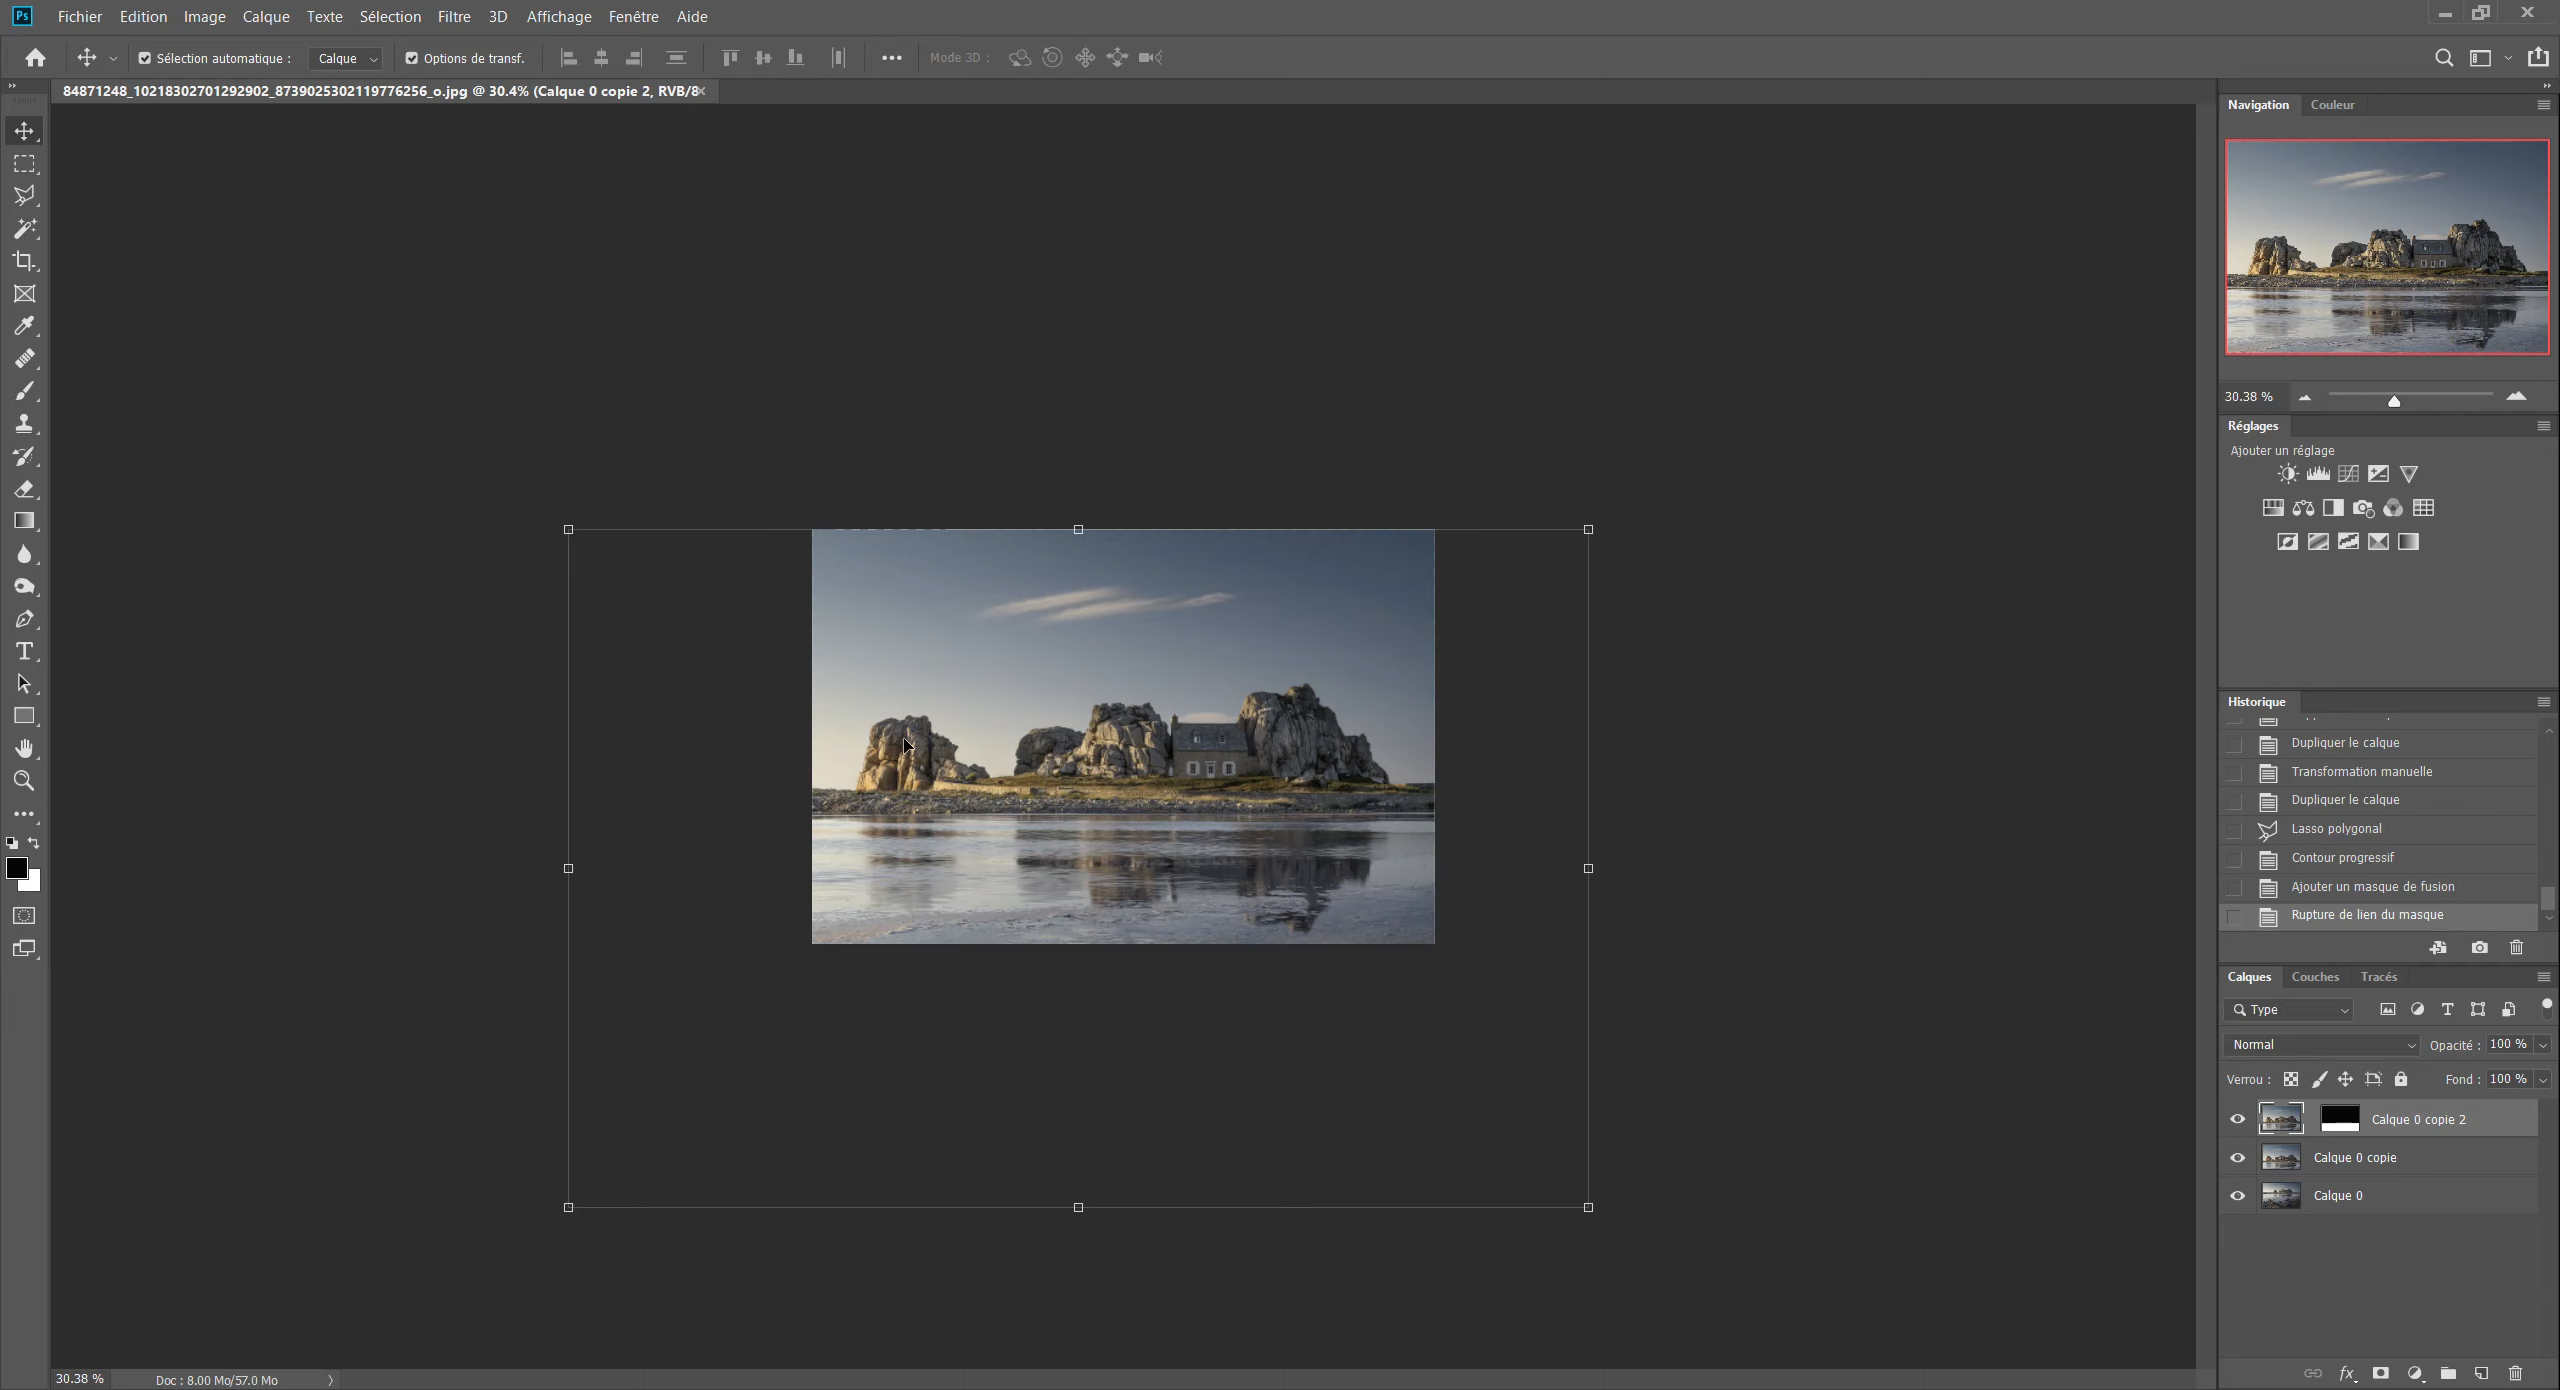 Ps Fichier Edition Image Calque Texte Sélection Filtre 3D Affichage Fenêtre Aide
Sélection automatique : Calque Options de transf. Mode 3D :
84871248_10218302701292902_8739025302119776256_o.jpg @ 30.4% (Calque 0 copie 2, RVB/8
Navigation Couleur
30.38 %
Réglages
Ajouter un réglage
Historique
Dupliquer le calque
Transformation manuelle
Dupliquer le calque
Lasso polygonal
Contour progressif
Ajouter un masque de fusion
Rupture de lien du masque
Calques Couches Tracés
Type
Normal Opacité : 100 %
Verrou : Fond : 100 %
Calque 0 copie 2
Calque 0 copie
Calque 0
30.38 % Doc : 8.00 Mo/57.0 Mo